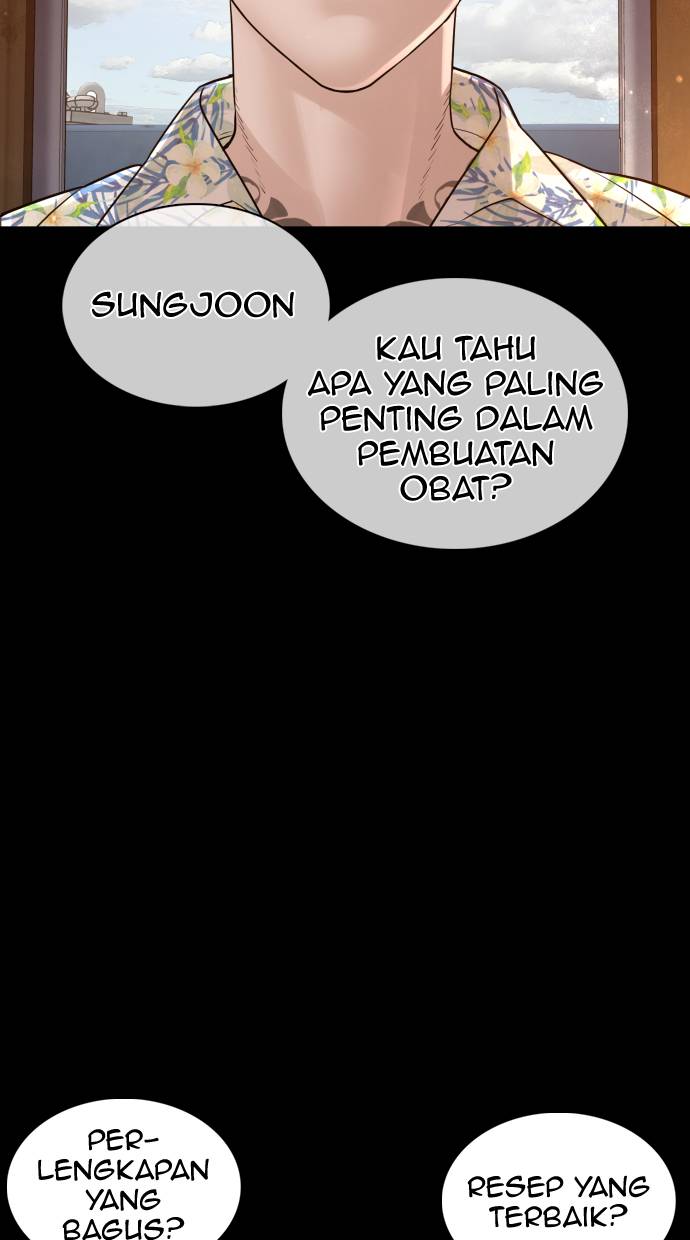 SUNGJOON
KAU TAHU
APA YANG PALING
PENTING DALAM
PEMBUATAN
OBAT?
PER-
LENGKAPAN
YANG
BAGUS?
RESEP YANG
TERBAIK?